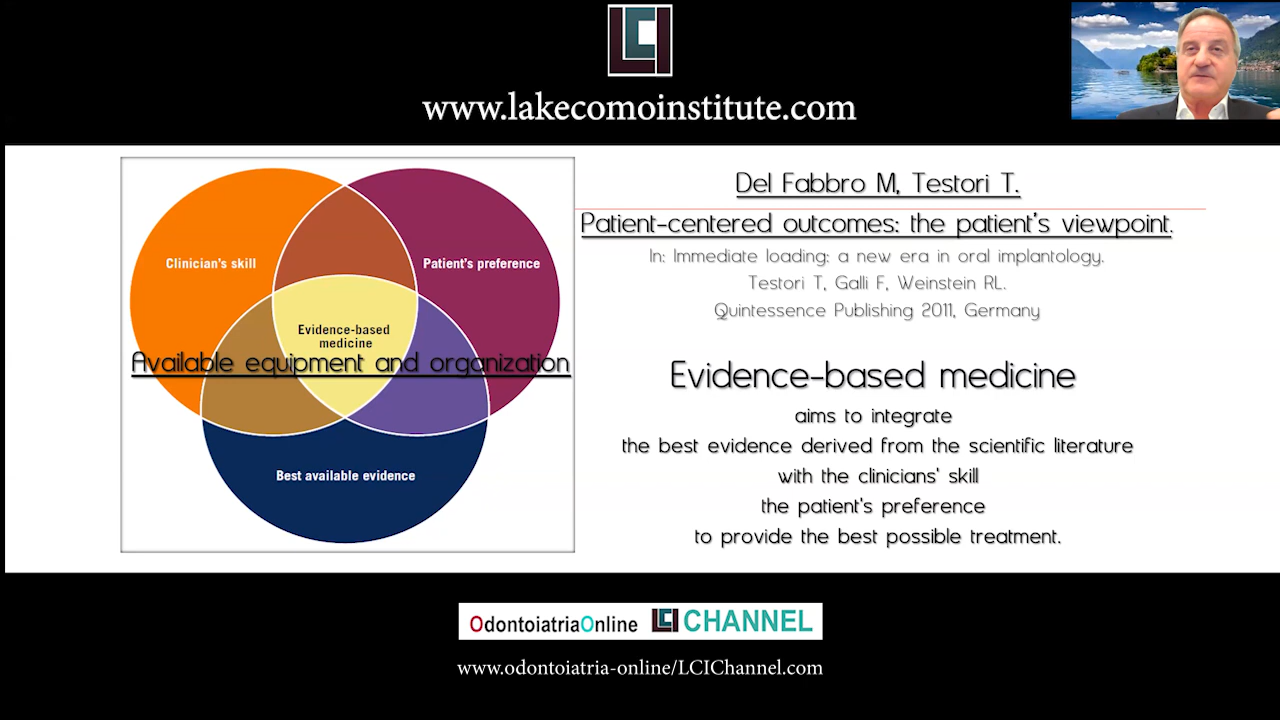 LCI
www.lakecomoinstitute.com
Clinician's skill
Patient's preference
Evidence-based
medicine
Available equipment and organization
Best available evidence
Del Fabbro M, Testori T.
Patient-centered outcomes: the patient's viewpoint.
In: Immediate loading: a new era in oral implantology.
Testori T, Galli F, Weinstein RL.
Quintessence Publishing 2011, Germany
Evidence-based medicine
aims to integrate
the best evidence derived from the scientific literature
with the clinicians' skill
the patient's preference
to provide the best possible treatment.
OdontoiatriaOnline LCI CHANNEL
www.odontoiatria-online/LCIChannel.com